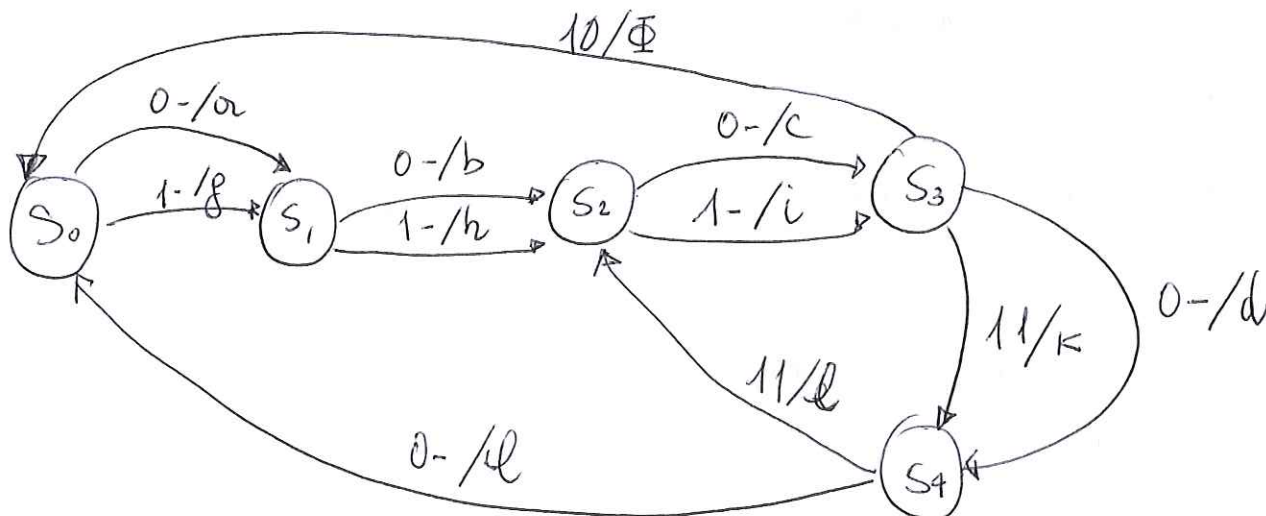 10/Φ
0-/a
1-/g
0-/b
1-/h
0-/c
1-/i
S0
S1
S2
S3
11/k
0-/d
11/l
0-/l
S4